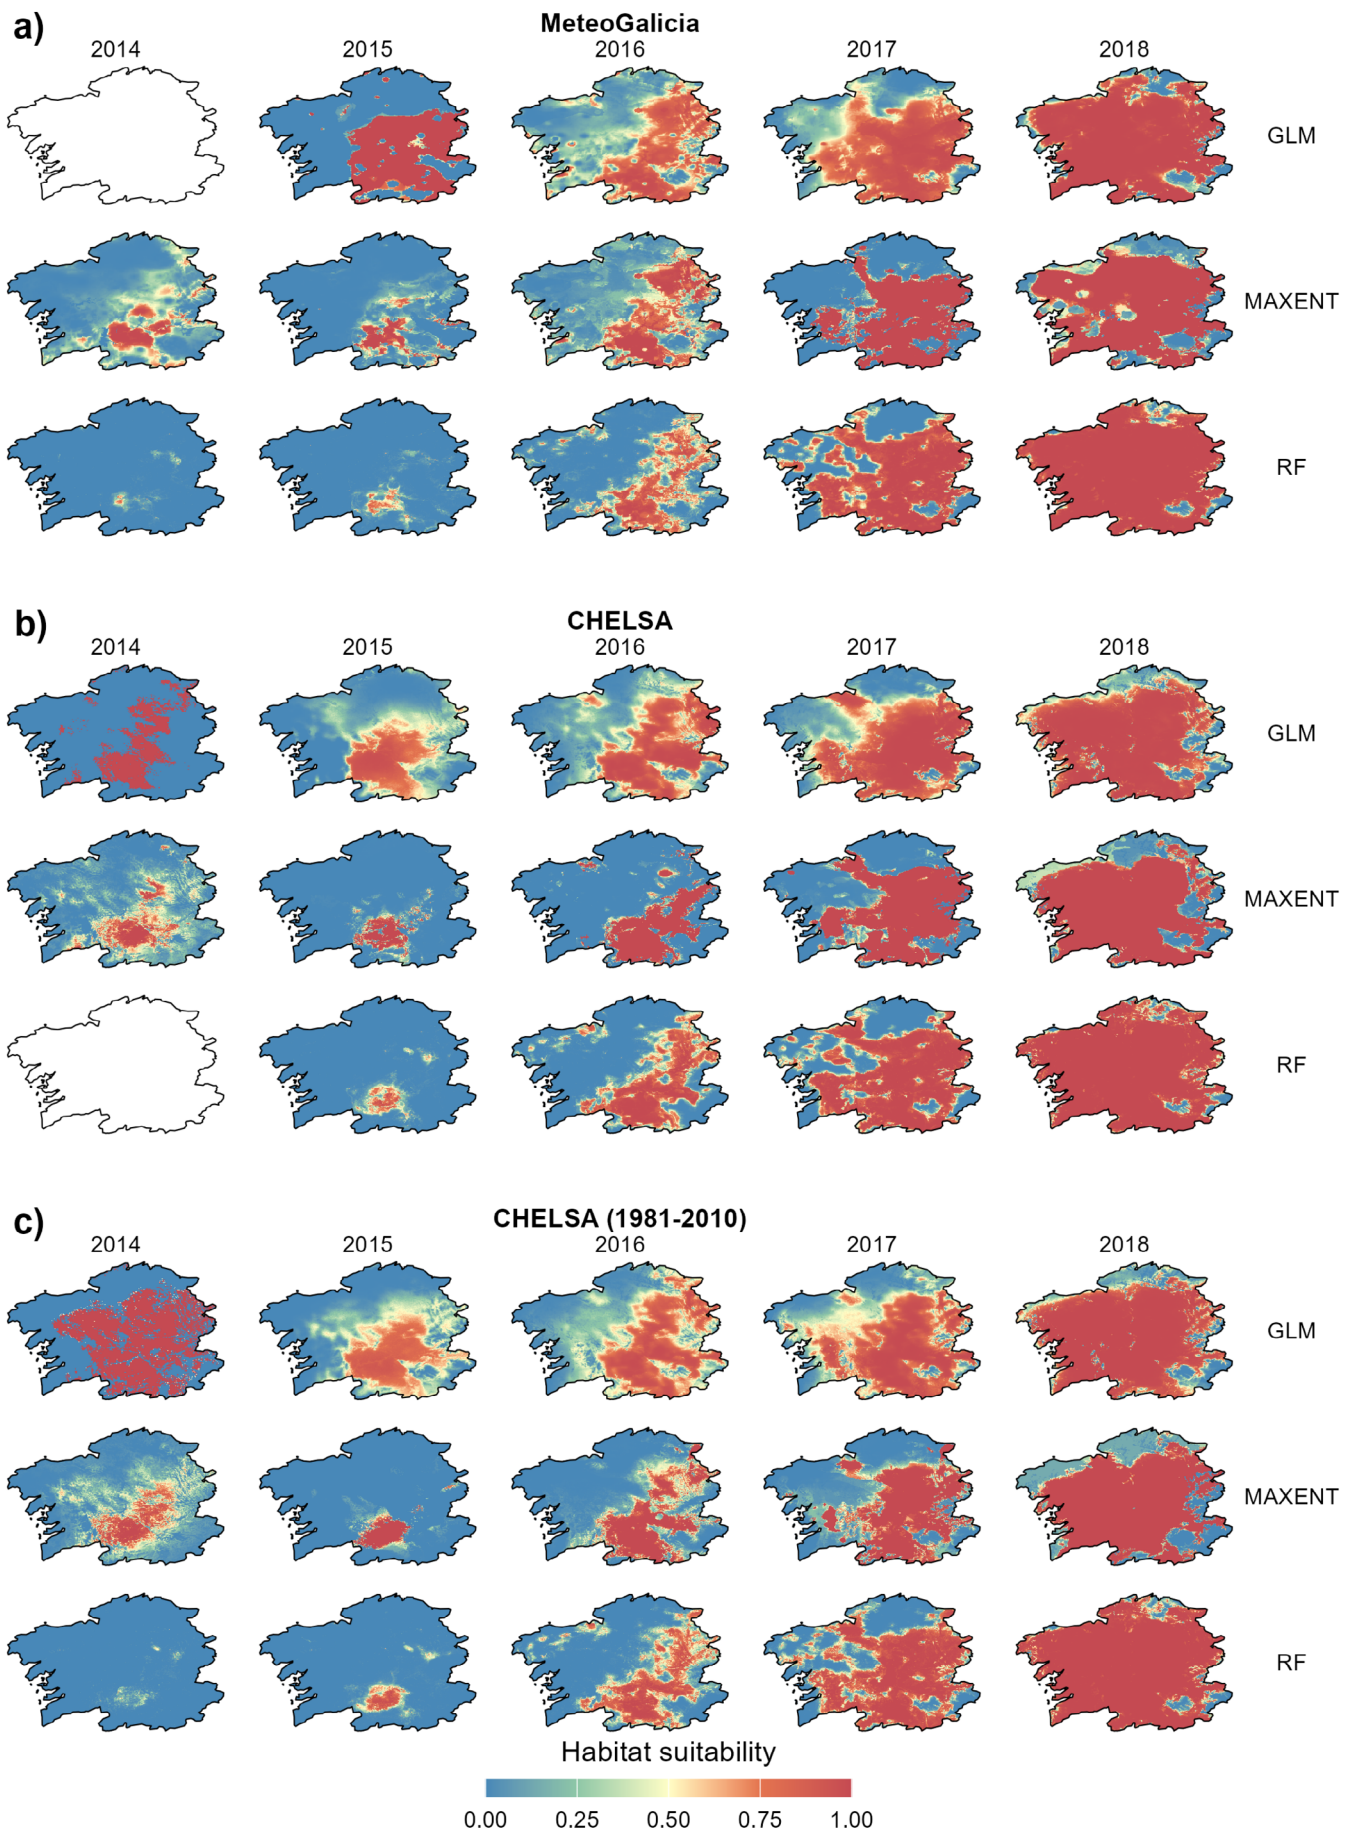 a)
MeteoGalicia
2014 2015 2016 2017 2018
GLM
MAXENT
RF
b)
CHELSA
2014 2015 2016 2017 2018
GLM
MAXENT
RF
c)
CHELSA (1981-2010)
2014 2015 2016 2017 2018
GLM
MAXENT
RF
Habitat suitability
0.00 0.25 0.50 0.75 1.00